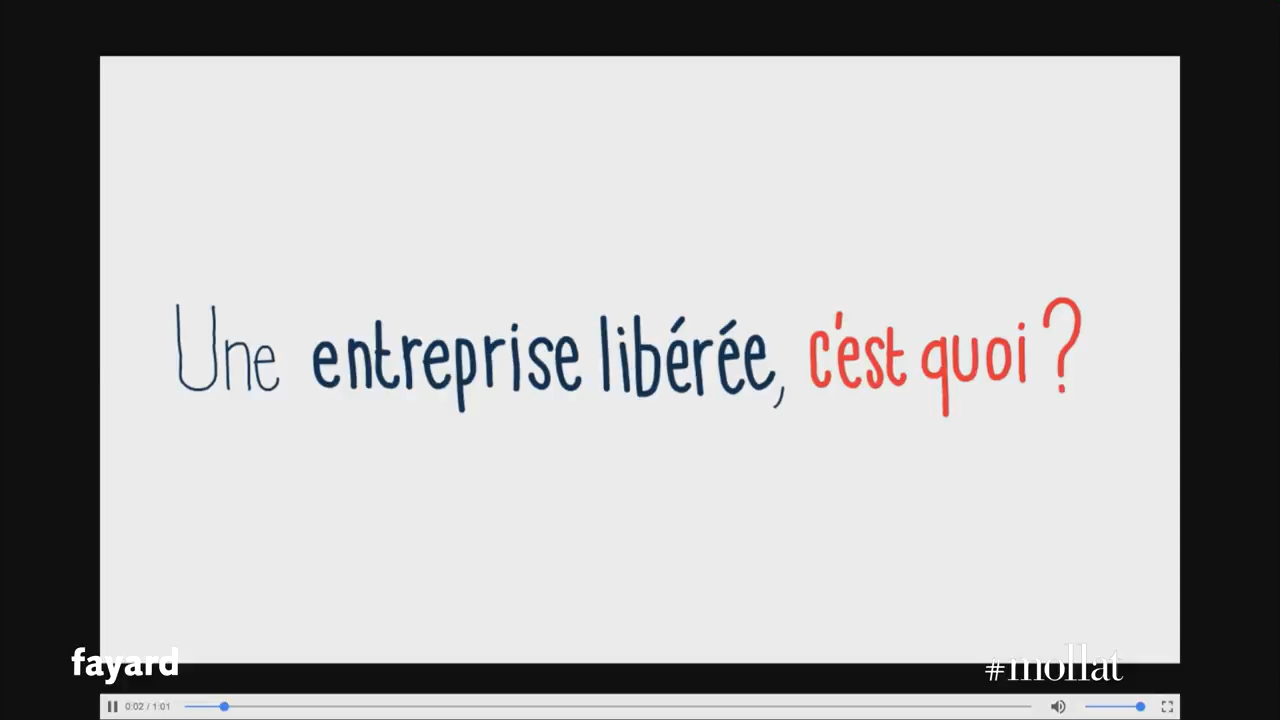 Une entreprise libérée, c'est quoi ?
fayard
#mollat
0:02 / 1:01